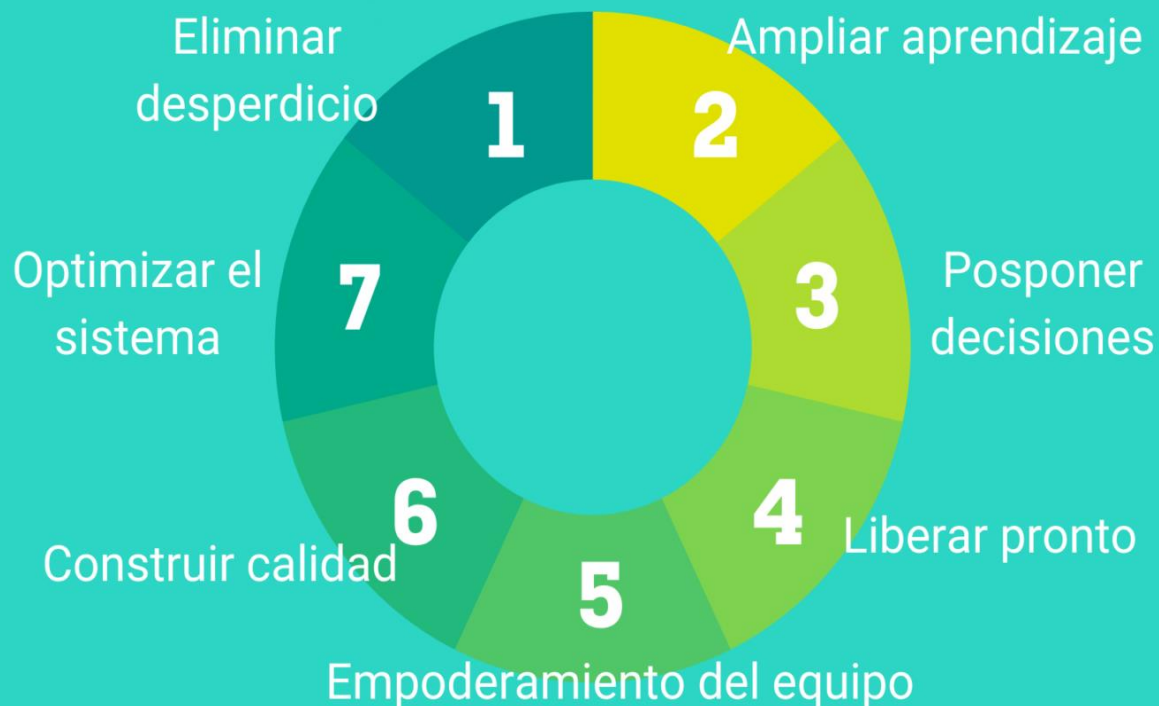 Eliminar
desperdicio
1
2
Ampliar aprendizaje
3
Posponer
decisiones
4
Liberar pronto
5
Empoderamiento del equipo
6
Construir calidad
7
Optimizar el
sistema